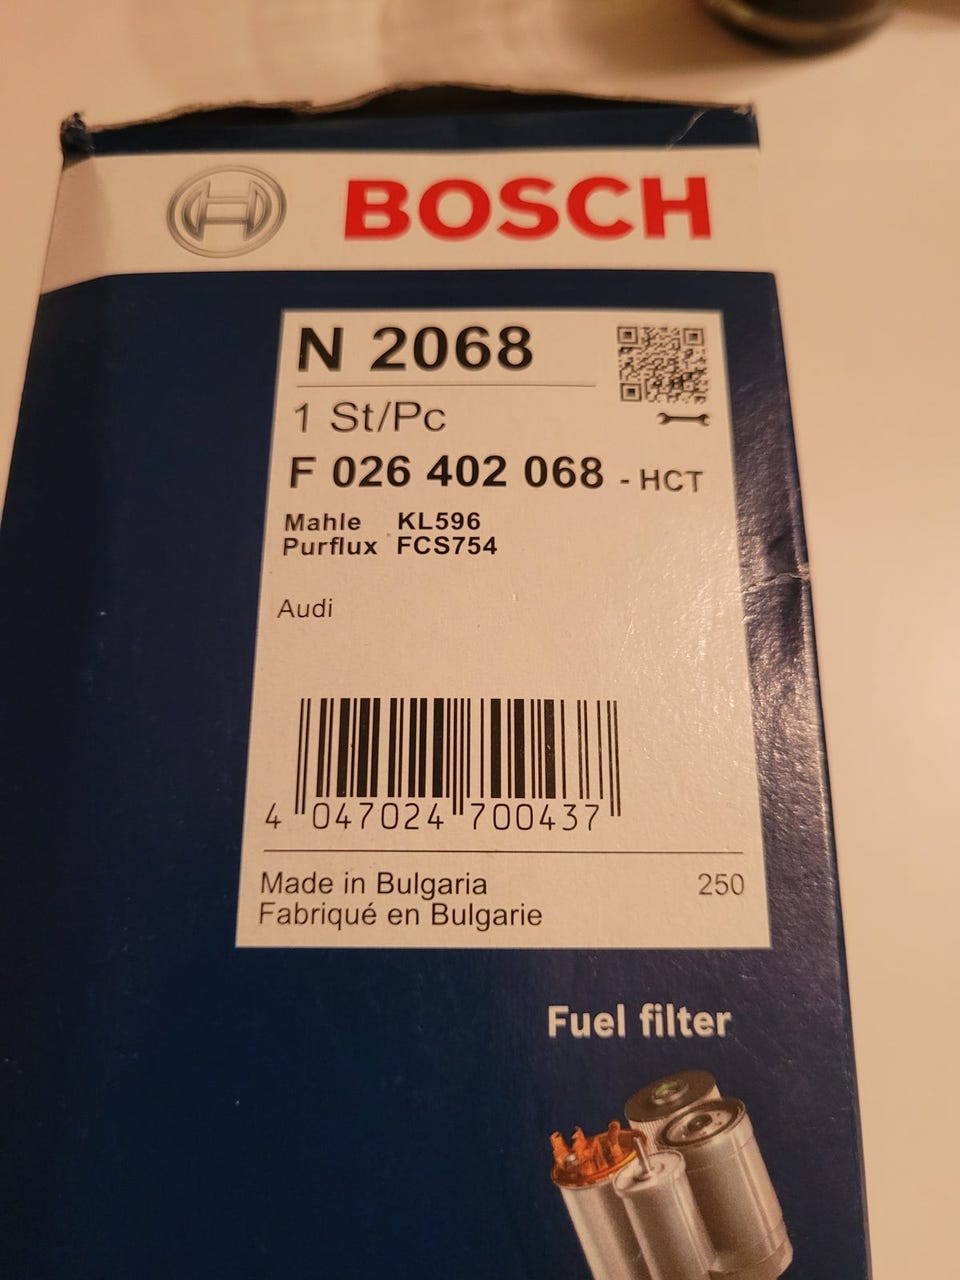 BOSCH
N 2068
1 St/Pc
F 026 402 068 - HCT
Mahle KL596
Purflux FCS754
Audi
4 047024 700437
Made in Bulgaria 250
Fabriqué en Bulgarie
Fuel filter